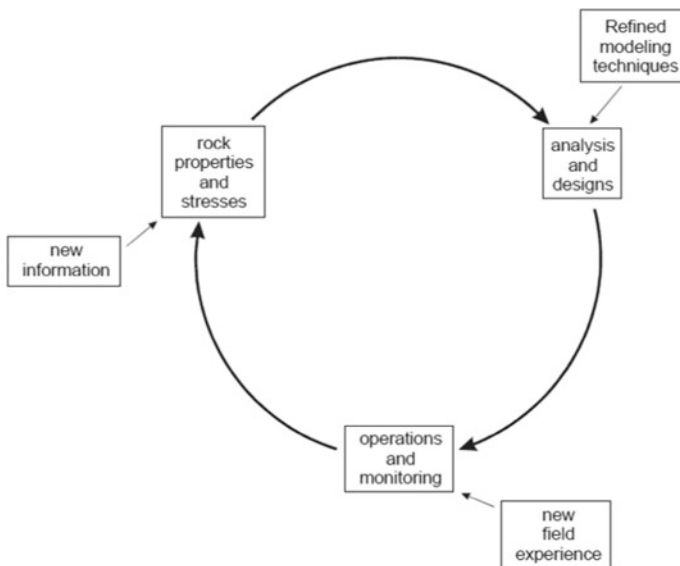 Refined
modeling
techniques
rock
properties
and
stresses
analysis
and
designs
new
information
operations
and
monitoring
new
field
experience